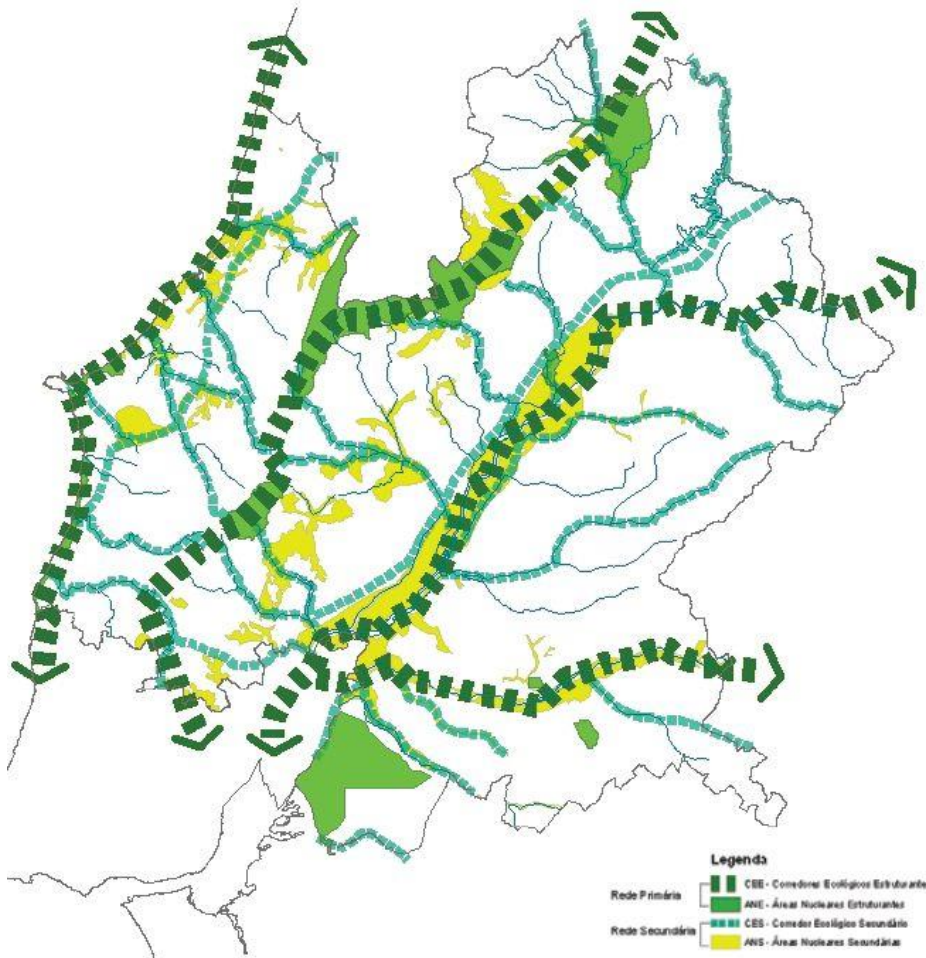 Legenda
Rede Primária
CEE - Corredores Ecológicos Estruturante
ANE - Áreas Nucleares Estruturantes
Rede Secundária
CES - Corredor Ecológico Secundário
ANS - Áreas Nucleares Secundárias